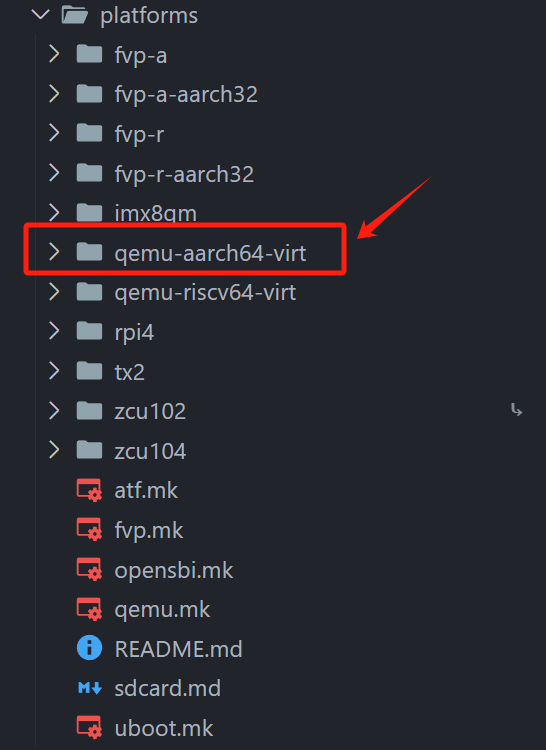 platforms
fvp-a
fvp-a-aarch32
fvp-r
fvp-r-aarch32
imx8qm
qemu-aarch64-virt
qemu-riscv64-virt
rpi4
tx2
zcu102
zcu104
atf.mk
fvp.mk
opensbi.mk
qemu.mk
README.md
sdcard.md
uboot.mk